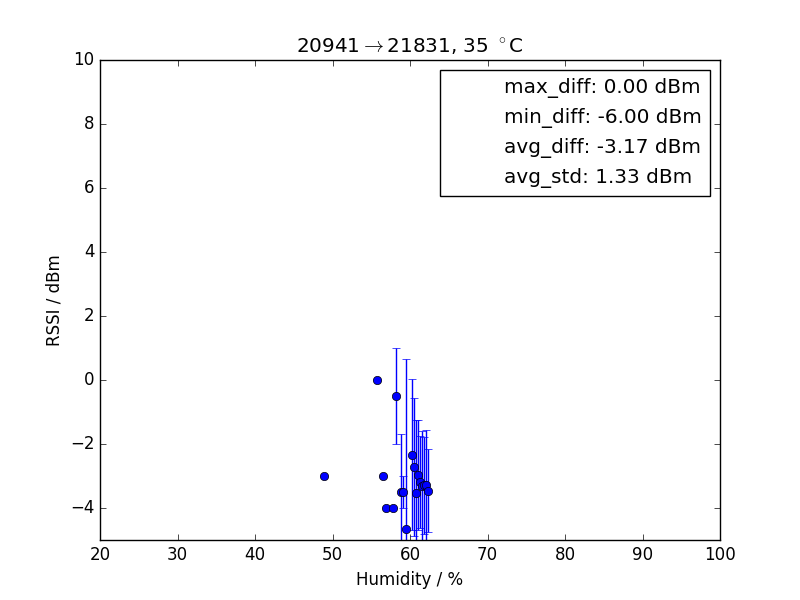 20941→21831, 35 °C
max_diff: 0.00 dBm
min_diff: -6.00 dBm
avg_diff: -3.17 dBm
avg_std: 1.33 dBm
RSSI / dBm
10
8
6
4
2
0
−2
−4
20 30 40 50 60 70 80 90 100
Humidity / %